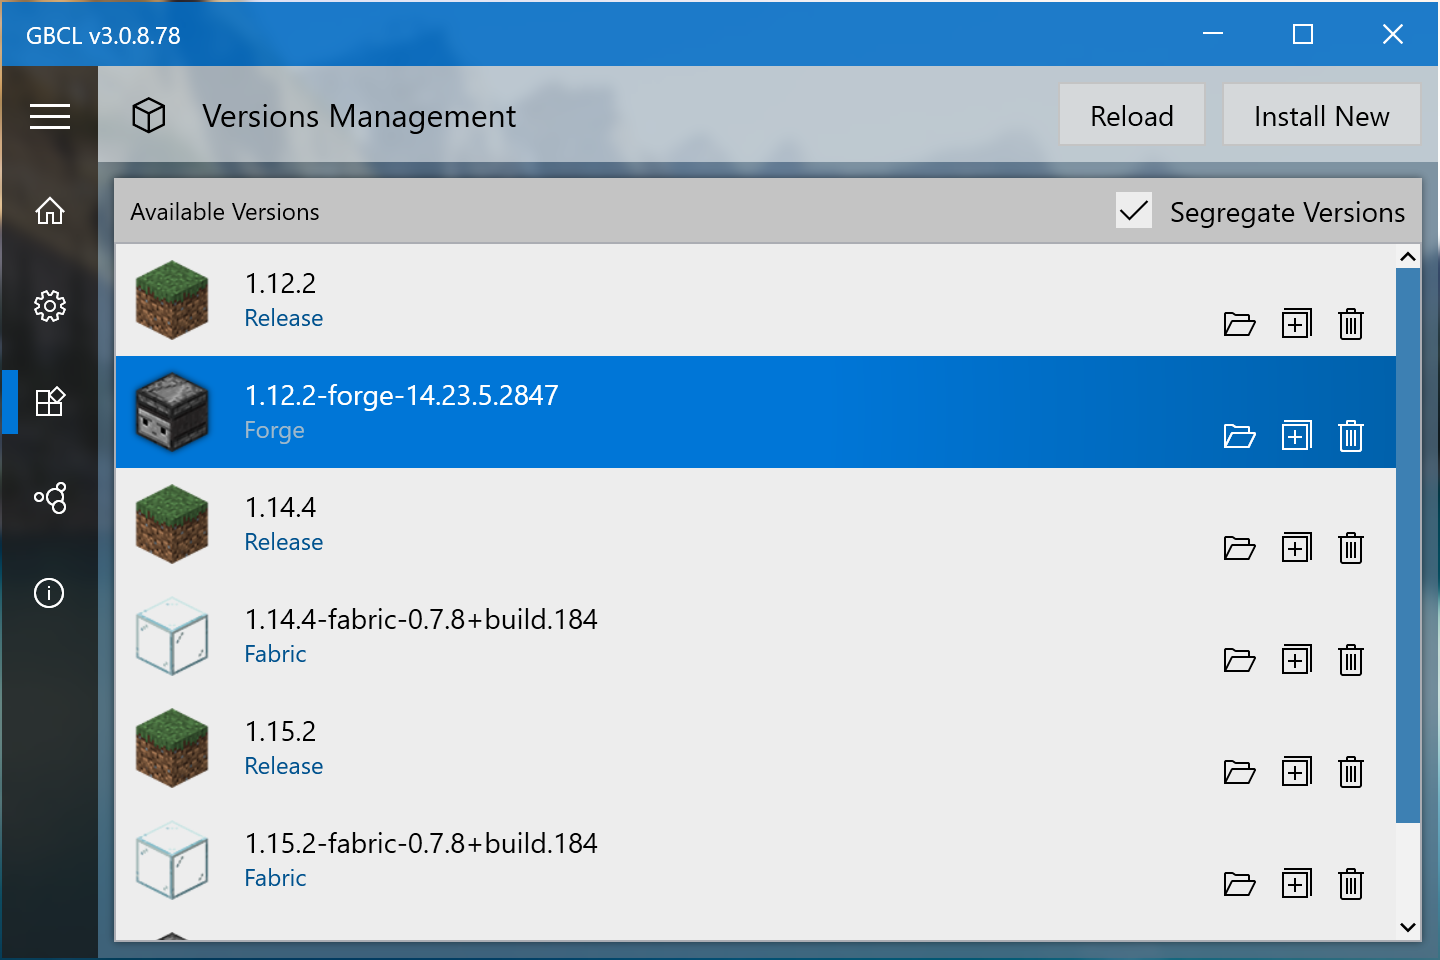 GBCL v3.0.8.78
Versions Management
Reload
Install New
Available Versions
Segregate Versions
1.12.2
Release
1.12.2-forge-14.23.5.2847
Forge
1.14.4
Release
1.14.4-fabric-0.7.8+build.184
Fabric
1.15.2
Release
1.15.2-fabric-0.7.8+build.184
Fabric